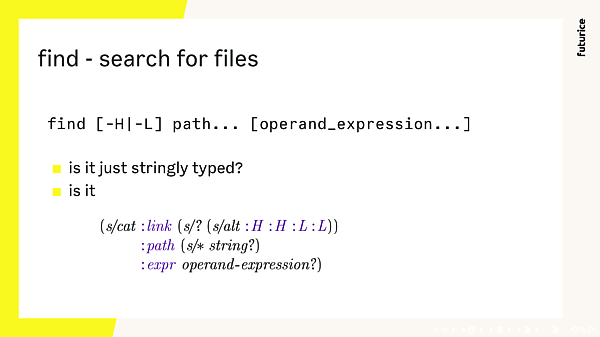 futurice
find - search for files
find [-H|-L] path... [operand_expression...]
is it just stringly typed?
is it
(s/cat :link (s/? (s/alt :H :H :L :L))
:path (s/* string?)
:expr operand-expression?)